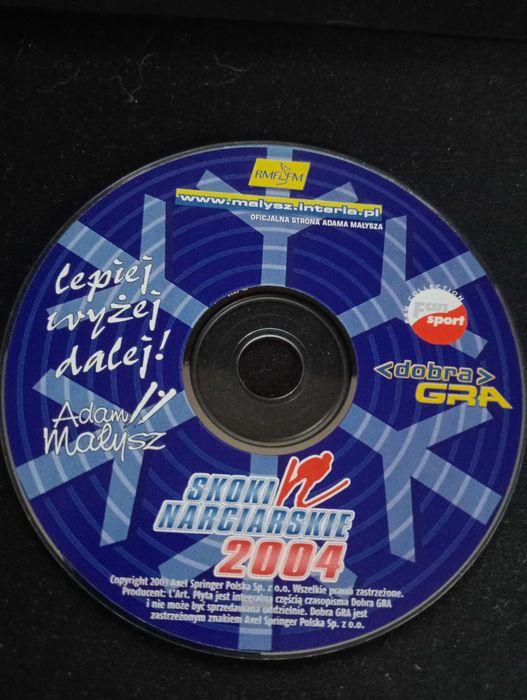 RMF FM
www.malysz.interia.pl
OFICJALNA STRONA ADAMA MAŁYSZA
lepiej
wyżej
dalej!
Adam
Małysz
COLLECTION
Fan
sport
<dobra>
GRA
SKOKI
NARCIARSKIE
2004
Copyright 2003 Axel Springer Polska Sp. z o.o. Wszelkie prawa zastrzeżone.
Producent: L'Art. Płyta jest integralną częścią czasopisma Dobra GRA
i nie może być sprzedawana oddzielnie. Dobra GRA jest
zastrzeżonym znakiem Axel Springer Polska Sp. z o.o.